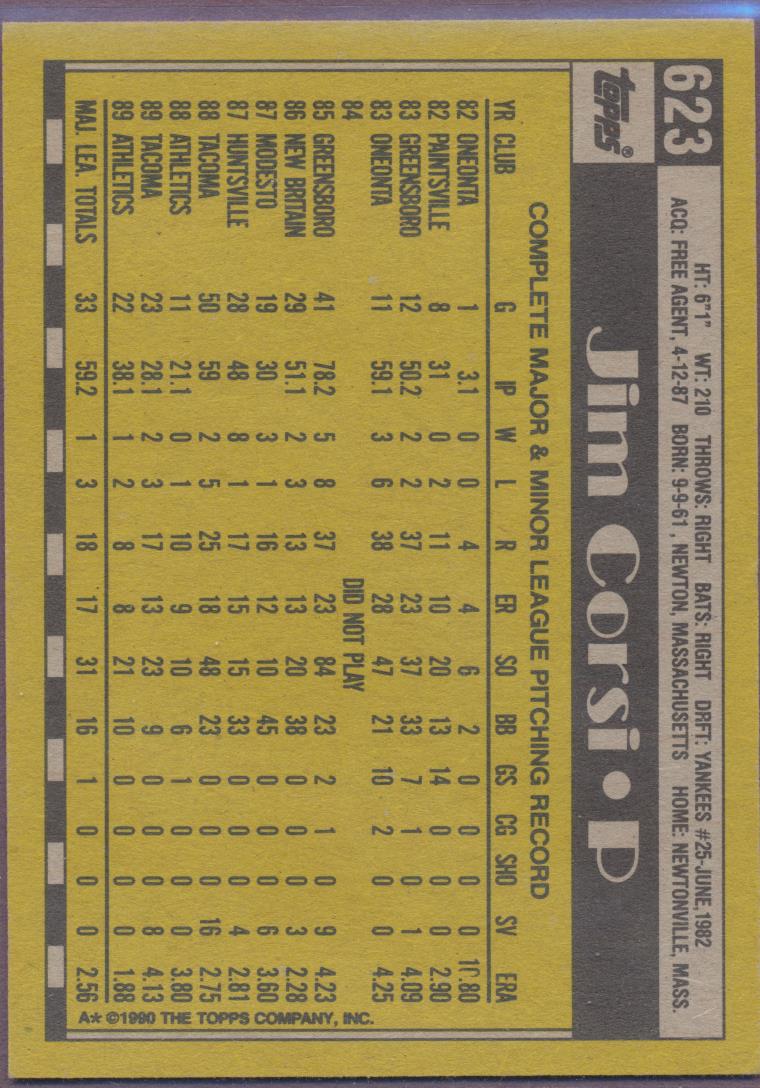 623
HT: 6"1" WT: 210 THROWS: RIGHT BATS: RIGHT DRFT: YANKEES #25-JUNE, 1982
ACQ: FREE AGENT, 4-12-87 BORN: 9-9-61, NEWTON, MASSACHUSETTS HOME: NEWTONVILLE, MASS.
topps®
Jim Corsi • P
COMPLETE MAJOR & MINOR LEAGUE PITCHING RECORD
YR CLUB G IP W L R ER SO BB GS CG SHO SV ERA
82 ONEONTA 1 3.1 0 0 4 4 6 2 0 0 0 0 10.80
82 PAINTSVILLE 8 31 0 2 11 10 20 13 14 0 0 0 2.90
83 GREENSBORO 12 50.2 2 2 37 23 37 33 7 1 0 1 4.09
83 ONEONTA 11 59.1 3 6 38 28 47 21 10 2 0 0 4.25
84 DID NOT PLAY
85 GREENSBORO 41 78.2 5 8 37 23 84 23 2 1 0 9 4.23
86 NEW BRITAIN 29 51.1 2 3 13 13 20 38 0 0 0 3 2.28
87 MODESTO 19 30 3 1 16 12 10 45 0 0 0 6 3.60
87 HUNTSVILLE 28 48 8 1 17 15 15 33 0 0 0 4 2.81
88 TACOMA 50 59 2 5 25 18 48 23 0 0 0 16 2.75
88 ATHLETICS 11 21.1 0 1 10 9 10 6 1 0 0 0 3.80
89 TACOMA 23 28.1 2 3 17 13 23 9 0 0 0 8 4.13
89 ATHLETICS 22 38.1 1 2 8 8 21 10 0 0 0 0 1.88
MAJ. LEA. TOTALS 33 59.2 1 3 18 17 31 16 1 0 0 0 2.56
A* ©1990 THE TOPPS COMPANY, INC.